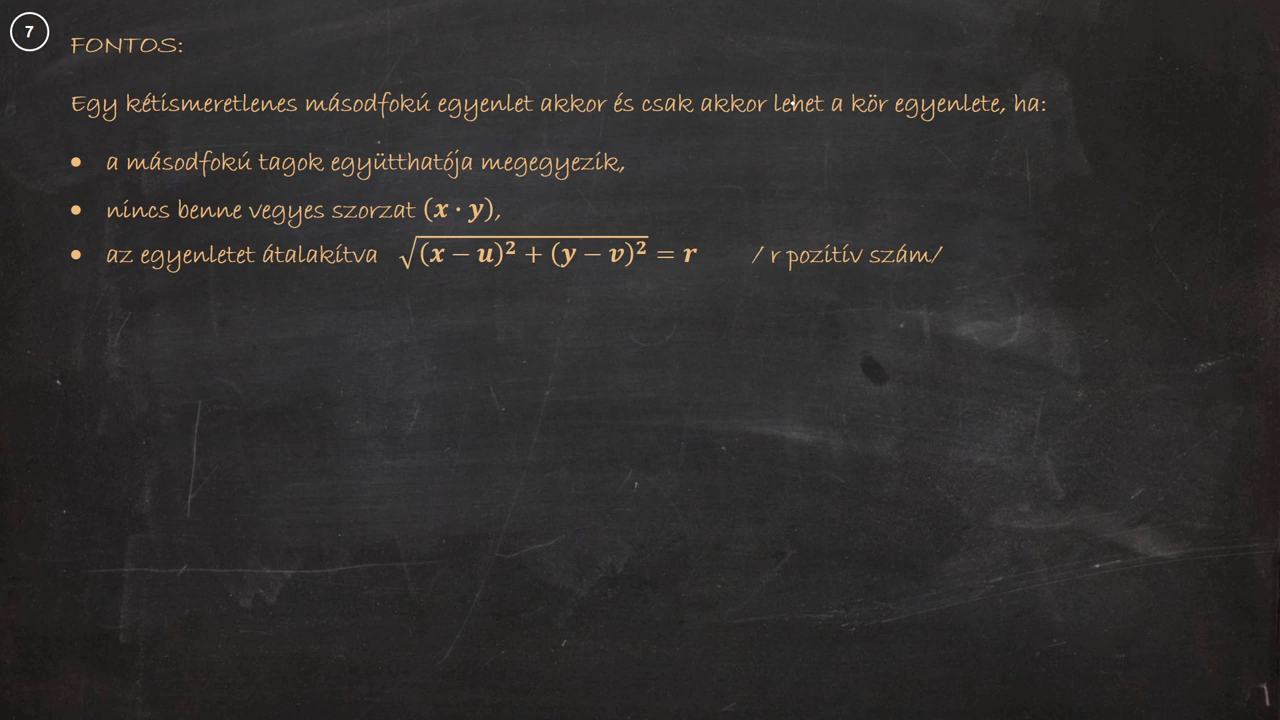 7
FONTOS:
Egy kétismeretlenes másodfokú egyenlet akkor és csak akkor lehet a kör egyenlete, ha:
• a másodfokú tagok együtthatója megegyezik,
• nincs benne vegyes szorzat (x · y),
• az egyenletet átalakítva √((x − u)² + (y − v)²) = r / r pozitív szám/